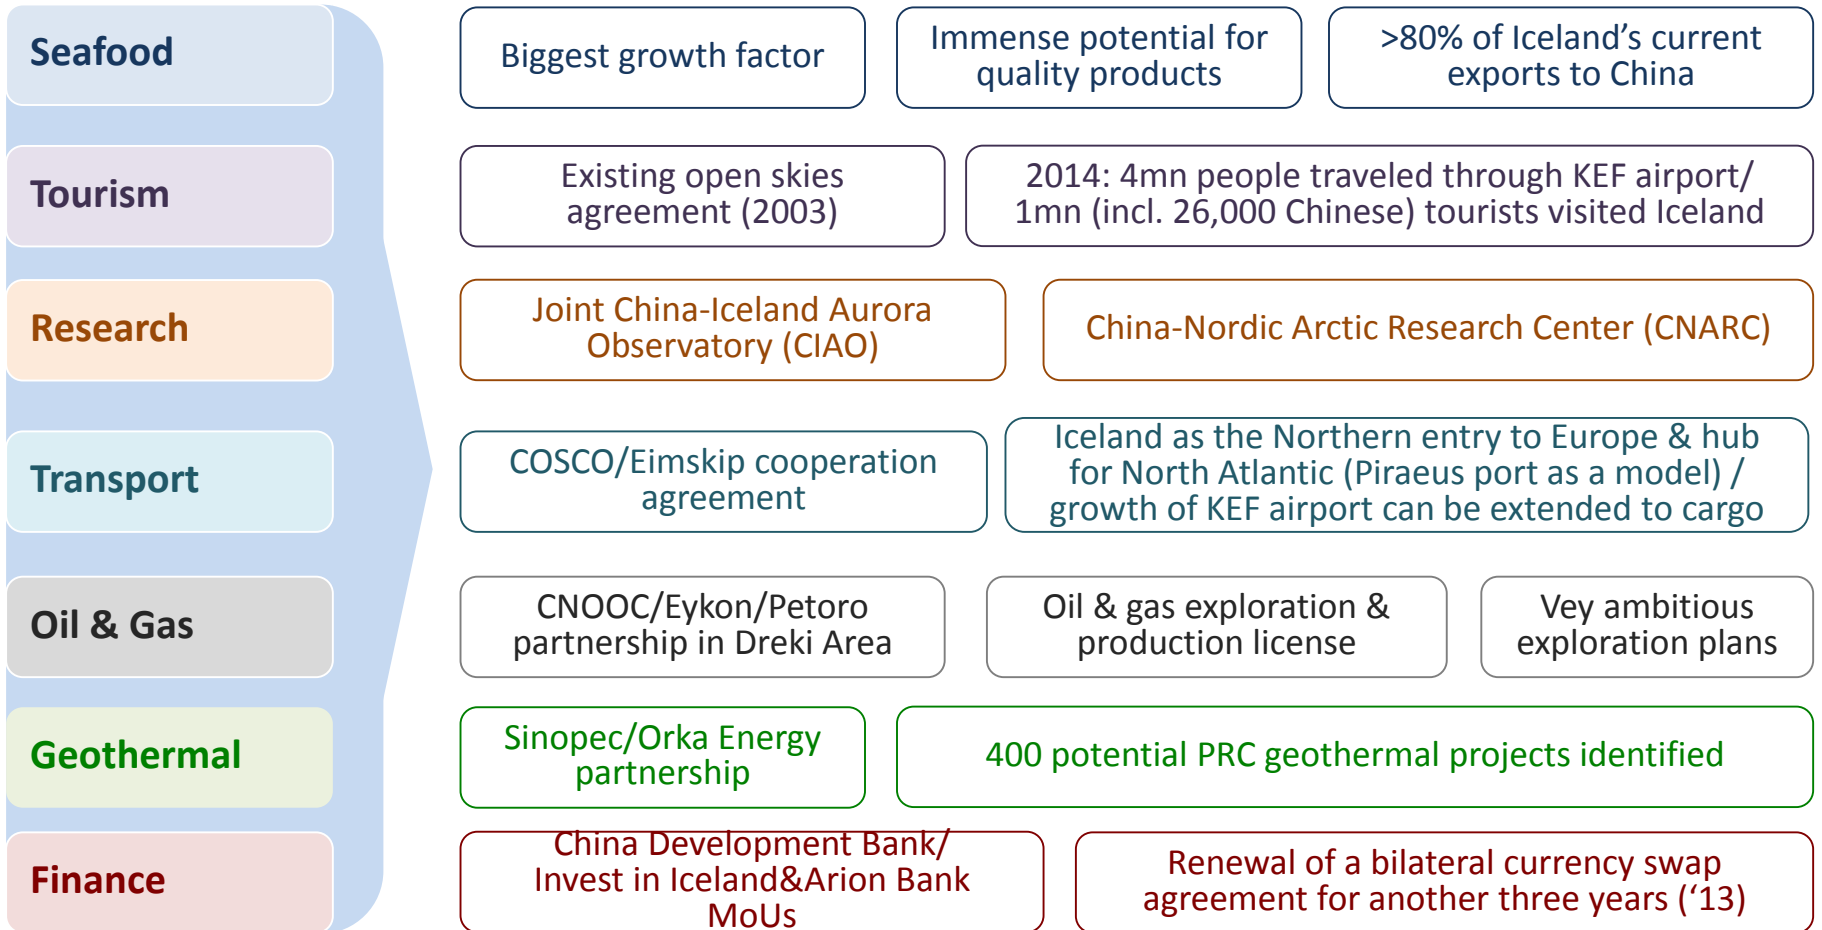 Seafood
Biggest growth factor
Immense potential for
quality products
>80% of Iceland’s current
exports to China
Tourism
Existing open skies
agreement (2003)
2014: 4mn people traveled through KEF airport/
1mn (incl. 26,000 Chinese) tourists visited Iceland
Research
Joint China-Iceland Aurora
Observatory (CIAO)
China-Nordic Arctic Research Center (CNARC)
Transport
COSCO/Eimskip cooperation
agreement
Iceland as the Northern entry to Europe & hub
for North Atlantic (Piraeus port as a model) /
growth of KEF airport can be extended to cargo
Oil & Gas
CNOOC/Eykon/Petoro
partnership in Dreki Area
Oil & gas exploration &
production license
Vey ambitious
exploration plans
Geothermal
Sinopec/Orka Energy
partnership
400 potential PRC geothermal projects identified
Finance
China Development Bank/
Invest in Iceland&Arion Bank
MoUs
Renewal of a bilateral currency swap
agreement for another three years (‘13)